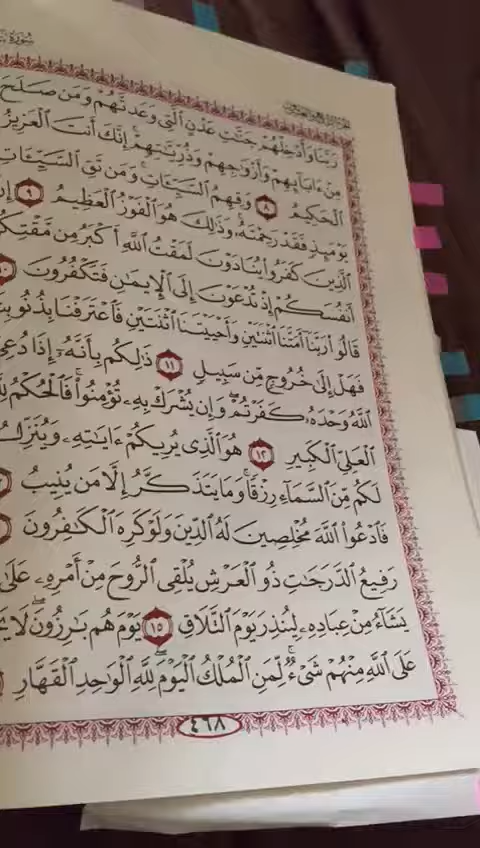 الجزء الرابع والعشرون
رَبَّنَا وَأَدْخِلْهُمْ جَنَّٰتِ عَدْنٍ ٱلَّتِى وَعَدتَّهُمْ وَمَن صَلَحَ
مِنْ ءَابَآئِهِمْ وَأَزْوَٰجِهِمْ وَذُرِّيَّٰتِهِمْ ۚ إِنَّكَ أَنتَ ٱلْعَزِيزُ
ٱلْحَكِيمُ ٨ وَقِهِمُ ٱلسَّيِّـَٔاتِ ۚ وَمَن تَقِ ٱلسَّيِّـَٔاتِ
يَوْمَئِذٍ فَقَدْ رَحِمْتَهُۥ ۚ وَذَٰلِكَ هُوَ ٱلْفَوْزُ ٱلْعَظِيمُ ٩
ٱلَّذِينَ كَفَرُوا۟ يُنَادَوْنَ لَمَقْتُ ٱللَّهِ أَكْبَرُ مِن مَّقْتِكُ
أَنفُسَكُمْ إِذْ تُدْعَوْنَ إِلَى ٱلْإِيمَٰنِ فَتَكْفُرُونَ
قَالُوا۟ رَبَّنَآ أَمَتَّنَا ٱثْنَتَيْنِ وَأَحْيَيْتَنَا ٱثْنَتَيْنِ فَٱعْتَرَفْنَا بِذُنُوبِ
فَهَلْ إِلَىٰ خُرُوجٍ مِّن سَبِيلٍ ١١ ذَٰلِكُم بِأَنَّهُۥٓ إِذَا دُعِىَ
ٱللَّهُ وَحْدَهُۥ كَفَرْتُمْ ۖ وَإِن يُشْرَكْ بِهِۦ تُؤْمِنُوا۟ ۚ فَٱلْحُكْمُ
ٱلْعَلِىِّ ٱلْكَبِيرِ ١٢ هُوَ ٱلَّذِى يُرِيكُمْ ءَايَٰتِهِۦ وَيُنَزِّلُ
لَكُم مِّنَ ٱلسَّمَآءِ رِزْقًا ۚ وَمَا يَتَذَكَّرُ إِلَّا مَن يُنِيبُ
فَٱدْعُوا۟ ٱللَّهَ مُخْلِصِينَ لَهُ ٱلدِّينَ وَلَوْ كَرِهَ ٱلْكَٰفِرُونَ
رَفِيعُ ٱلدَّرَجَٰتِ ذُو ٱلْعَرْشِ يُلْقِى ٱلرُّوحَ مِنْ أَمْرِهِۦ عَلَىٰ
يَشَآءُ مِنْ عِبَادِهِۦ لِيُنذِرَ يَوْمَ ٱلتَّلَاقِ ١٥ يَوْمَ هُم بَٰرِزُونَ ۖ لَا
عَلَى ٱللَّهِ مِنْهُمْ شَىْءٌ ۚ لِّمَنِ ٱلْمُلْكُ ٱلْيَوْمَ ۖ لِلَّهِ ٱلْوَٰحِدِ ٱلْقَهَّارِ
٤٦٨